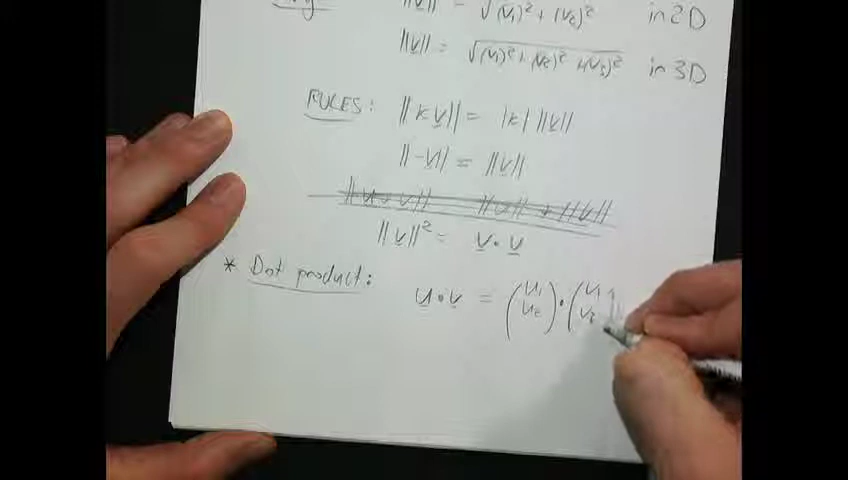 ||v|| = √(v₁)² + (v₂)² in 2D
||v|| = √(v₁)² + (v₂)² + (v₃)² in 3D
RULES: ||k v|| = |k| ||v||
||-v|| = ||v||
||v||² = v • v
* Dot product:
u • v = (u₁ u₂) • (v₁ v₂